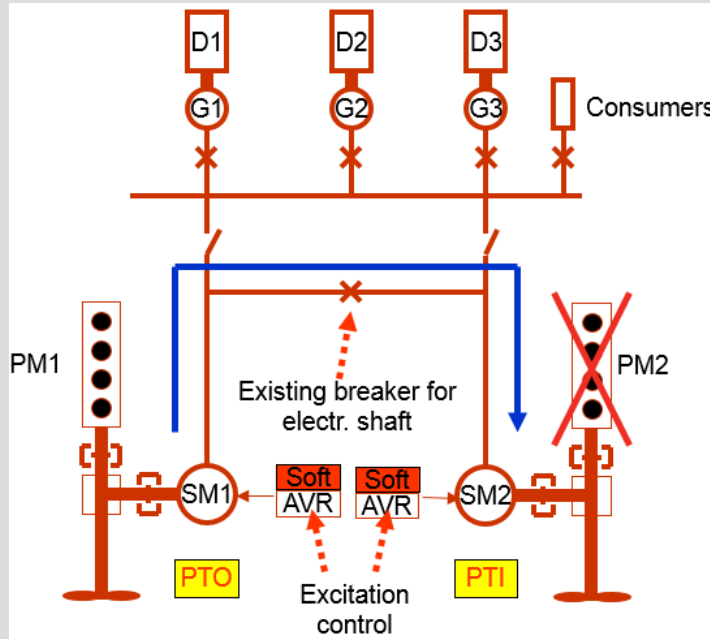 D1
D2
D3
G1
G2
G3
Consumers
PM1
PM2
Existing breaker for
electr. shaft
SM1
Soft
AVR
Soft
AVR
SM2
PTO
PTI
Excitation
control